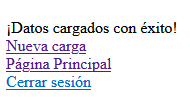 ¡Datos cargados con éxito!
Nueva carga
Página Principal
Cerrar sesión